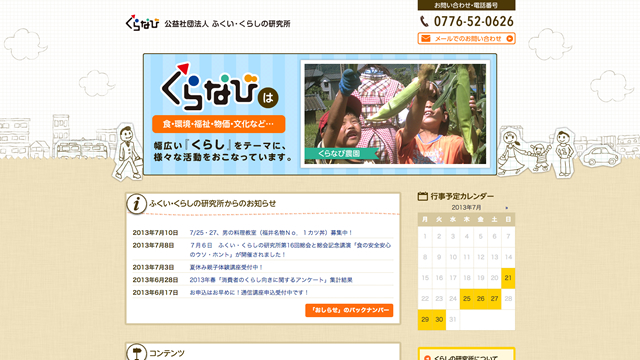 お問い合わせ・電話番号
くらなび 公益社団法人 ふくい・くらしの研究所
0776-52-0626
メールでのお問い合わせ
くらなびは
食・環境・福祉・物価・文化など…
幅広い『くらし』をテーマに、
様々な活動をおこなっています。
くらなび農園
ふくい・くらしの研究所からのお知らせ
2013年7月10日 7/25・27、男の料理教室（福井名物Ｎｏ．１カツ丼）募集中！
2013年7月8日 ７月６日 ふくい・くらしの研究所第16回総会と総会記念講演「食の安全安心
のウソ・ホント」が開催されました！
2013年7月3日 夏休み親子体験講座受付中！
2013年6月28日 2013年春「消費者のくらし向きに関するアンケート」集計結果
2013年6月17日 お申込はお早めに！通信講座申込受付中です！
「おしらせ」のバックナンバー
コンテンツ
行事予定カレンダー
2013年7月 »
月 火 水 木 金 土 日
1 2 3 4 5 6 7
8 9 10 11 12 13 14
15 16 17 18 19 20 21
22 23 24 25 26 27 28
29 30 31
くらしの研究所について